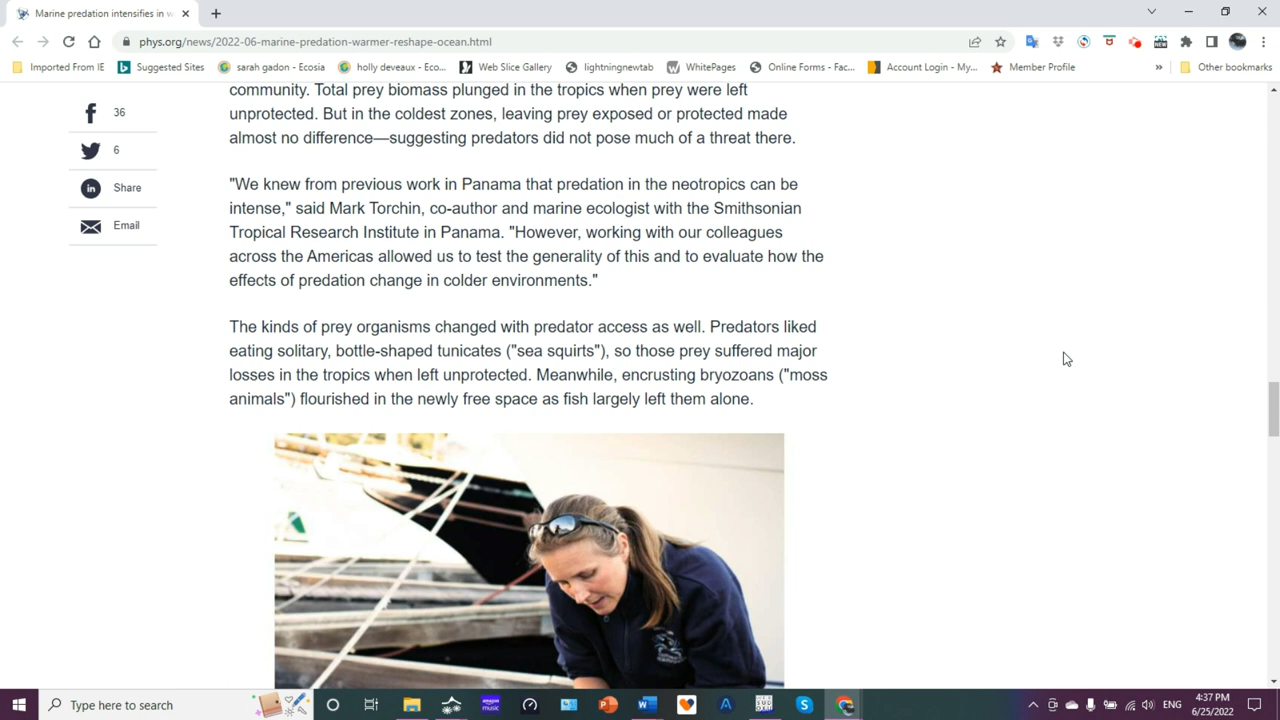 Marine predation intensifies in w
phys.org/news/2022-06-marine-predation-warmer-reshape-ocean.html
Imported From IE
Suggested Sites
sarah gadon - Ecosia
holly deveaux - Eco...
Web Slice Gallery
lightningnewtab
WhitePages
Online Forms - Fac...
Account Login - My...
Member Profile
»
Other bookmarks
36
6
Share
Email
community. Total prey biomass plunged in the tropics when prey were left
unprotected. But in the coldest zones, leaving prey exposed or protected made
almost no difference—suggesting predators did not pose much of a threat there.
"We knew from previous work in Panama that predation in the neotropics can be
intense," said Mark Torchin, co-author and marine ecologist with the Smithsonian
Tropical Research Institute in Panama. "However, working with our colleagues
across the Americas allowed us to test the generality of this and to evaluate how the
effects of predation change in colder environments."
The kinds of prey organisms changed with predator access as well. Predators liked
eating solitary, bottle-shaped tunicates ("sea squirts"), so those prey suffered major
losses in the tropics when left unprotected. Meanwhile, encrusting bryozoans ("moss
animals") flourished in the newly free space as fish largely left them alone.
Type here to search
ENG
4:37 PM
6/25/2022